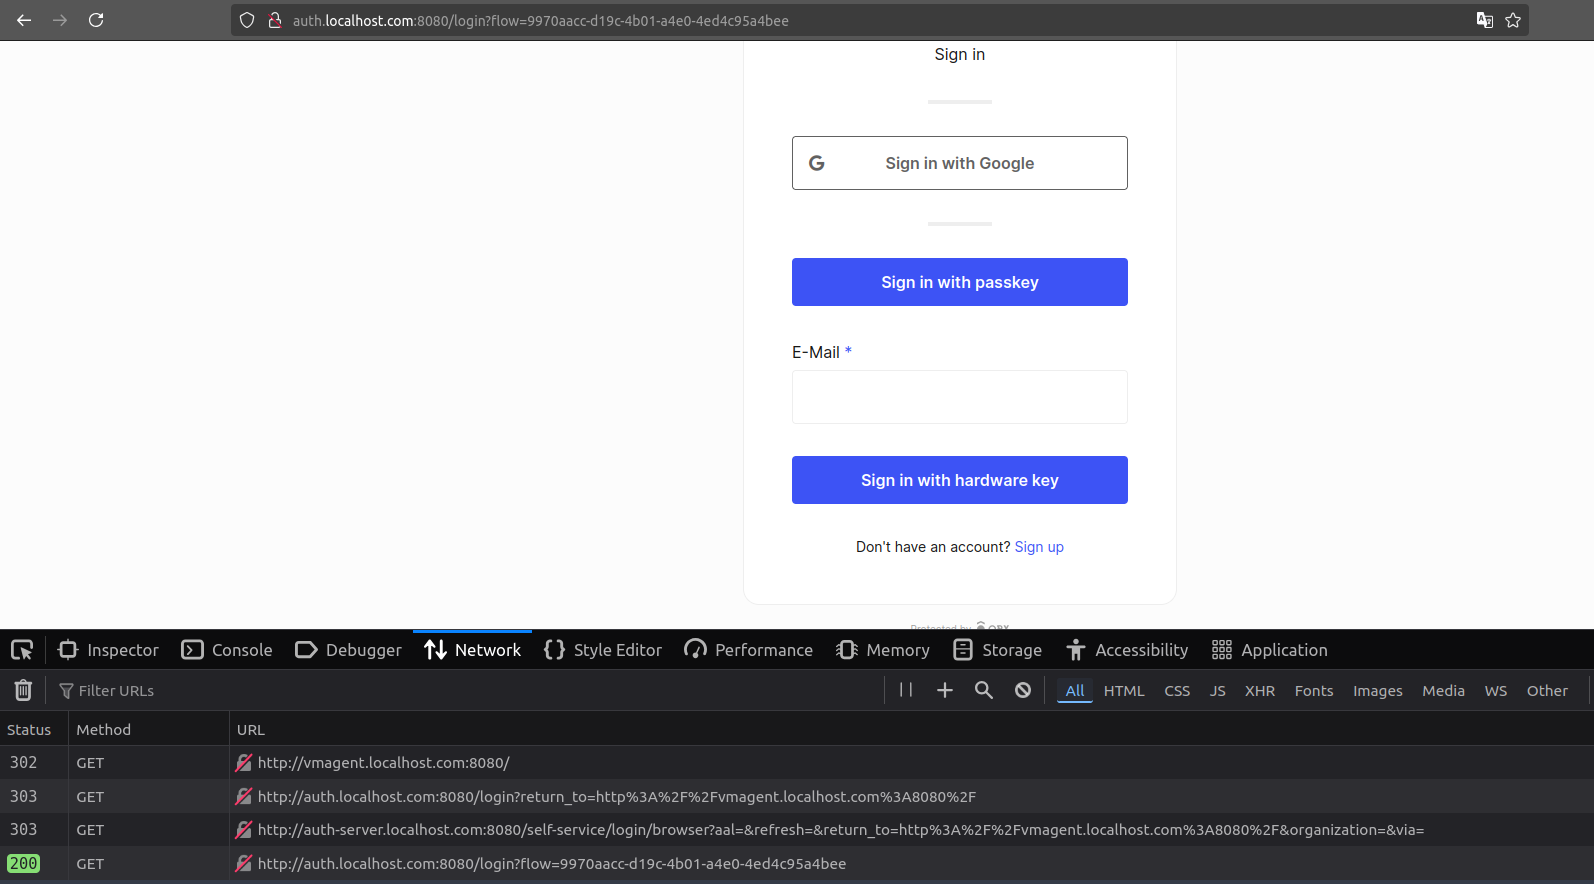 auth.localhost.com:8080/login?flow=9970aacc-d19c-4b01-a4e0-4ed4c95a4bee
Sign in
Sign in with Google
Sign in with passkey
E-Mail *
Sign in with hardware key
Don't have an account? Sign up
Protected by ORY
Inspector Console Debugger Network Style Editor Performance Memory Storage Accessibility Application
Filter URLs All HTML CSS JS XHR Fonts Images Media WS Other
Status Method URL
302 GET http://vmagent.localhost.com:8080/
303 GET http://auth.localhost.com:8080/login?return_to=http%3A%2F%2Fvmagent.localhost.com%3A8080%2F
303 GET http://auth-server.localhost.com:8080/self-service/login/browser?aal=&refresh=&return_to=http%3A%2F%2Fvmagent.localhost.com%3A8080%2F&organization=&via=
200 GET http://auth.localhost.com:8080/login?flow=9970aacc-d19c-4b01-a4e0-4ed4c95a4bee